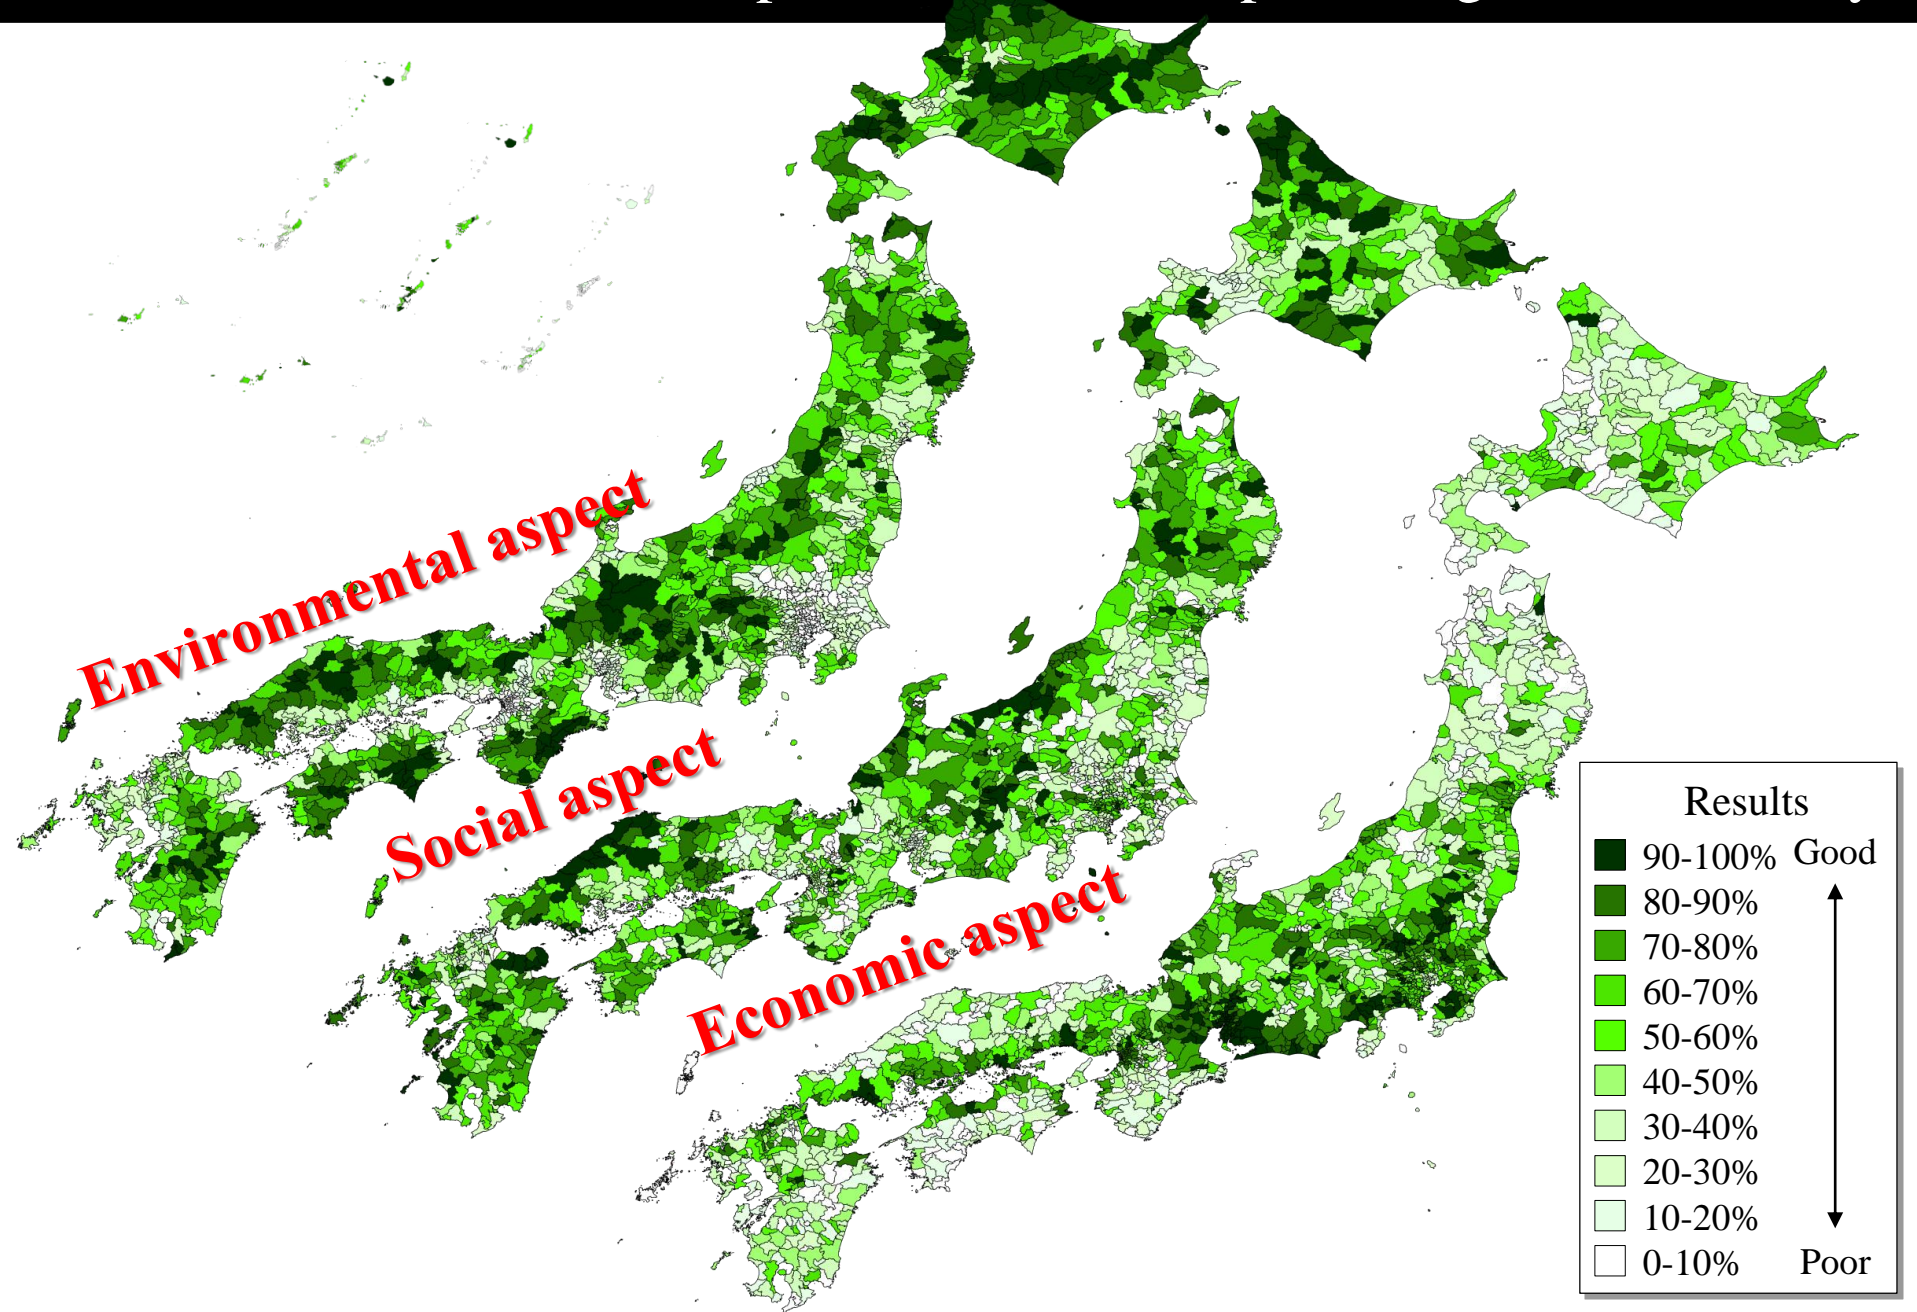 Environmental aspect
Social aspect
Economic aspect
Results
90-100% Good
80-90%
70-80%
60-70%
50-60%
40-50%
30-40%
20-30%
10-20%
0-10% Poor